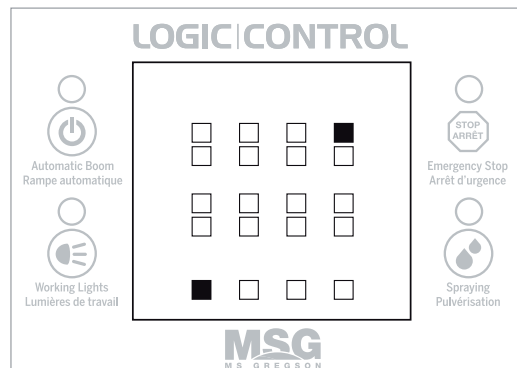 LOGIC|CONTROL
Automatic Boom
Rampe automatique
STOP
ARRÊT
Emergency Stop
Arrêt d'urgence
Working Lights
Lumières de travail
Spraying
Pulvérisation
MSG
MS GREGSON